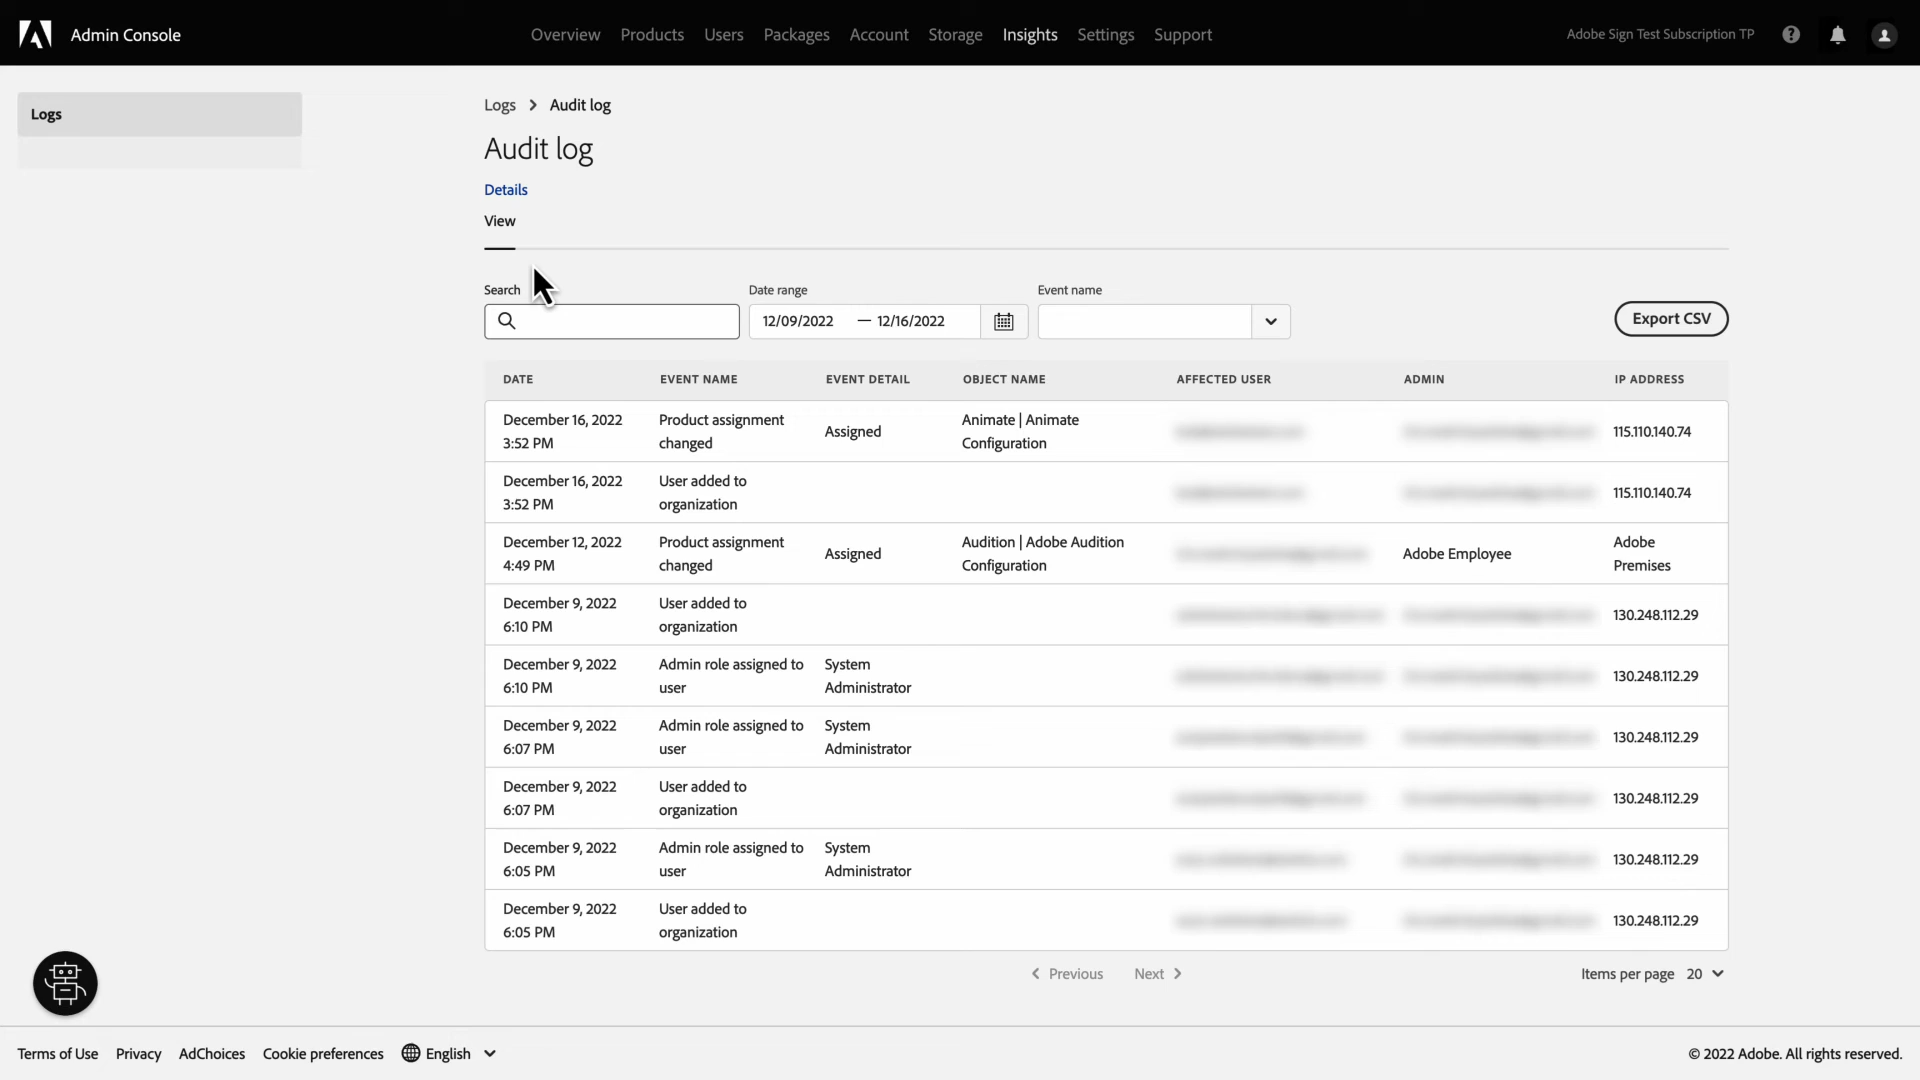 Admin Console
Overview Products Users Packages Account Storage Insights Settings Support
Adobe Sign Test Subscription TP
Logs
Logs > Audit log
Audit log
Details
View
Search Date range Event name
12/09/2022 — 12/16/2022
Export CSV
DATE EVENT NAME EVENT DETAIL OBJECT NAME AFFECTED USER ADMIN IP ADDRESS
December 16, 2022 Product assignment Animate | Animate
3:52 PM changed Assigned Configuration 115.110.140.74
December 16, 2022 User added to
3:52 PM organization 115.110.140.74
December 12, 2022 Product assignment Audition | Adobe Audition Adobe
4:49 PM changed Assigned Configuration Adobe Employee Premises
December 9, 2022 User added to
6:10 PM organization 130.248.112.29
December 9, 2022 Admin role assigned to System
6:10 PM user Administrator 130.248.112.29
December 9, 2022 Admin role assigned to System
6:07 PM user Administrator 130.248.112.29
December 9, 2022 User added to
6:07 PM organization 130.248.112.29
December 9, 2022 Admin role assigned to System
6:05 PM user Administrator 130.248.112.29
December 9, 2022 User added to
6:05 PM organization 130.248.112.29
< Previous Next > Items per page 20
Terms of Use Privacy AdChoices Cookie preferences English
© 2022 Adobe. All rights reserved.